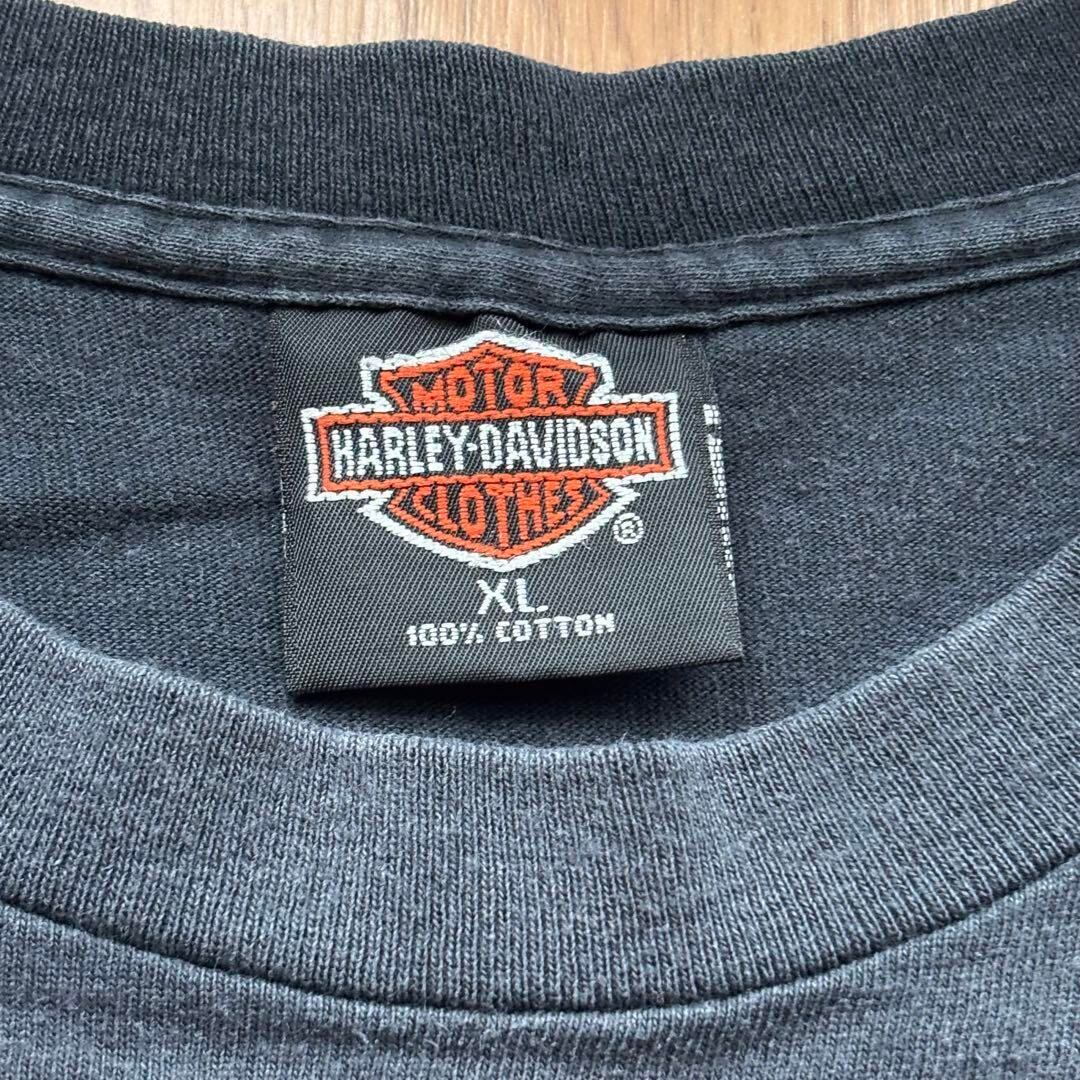 MOTOR
HARLEY-DAVIDSON
CLOTHES
®
XL
100% COTTON